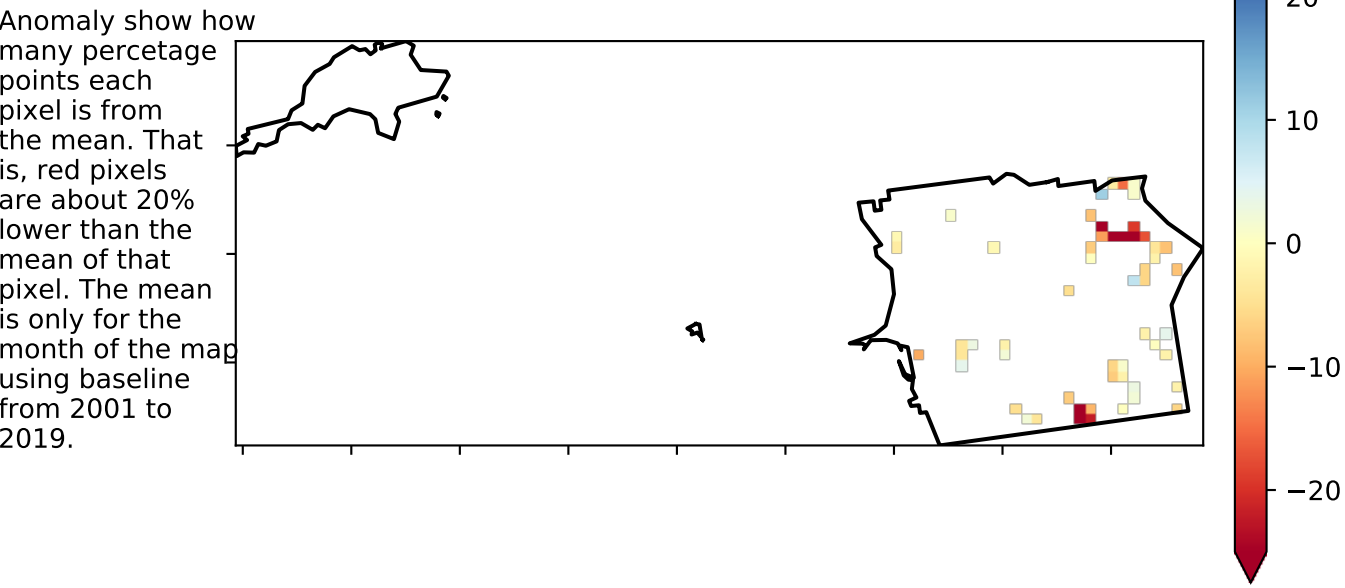 Anomaly show how
many percetage
points each
pixel is from
the mean. That
is, red pixels
are about 20%
lower than the
mean of that
pixel. The mean
is only for the
month of the map
using baseline
from 2001 to
2019.
20
10
0
−10
−20